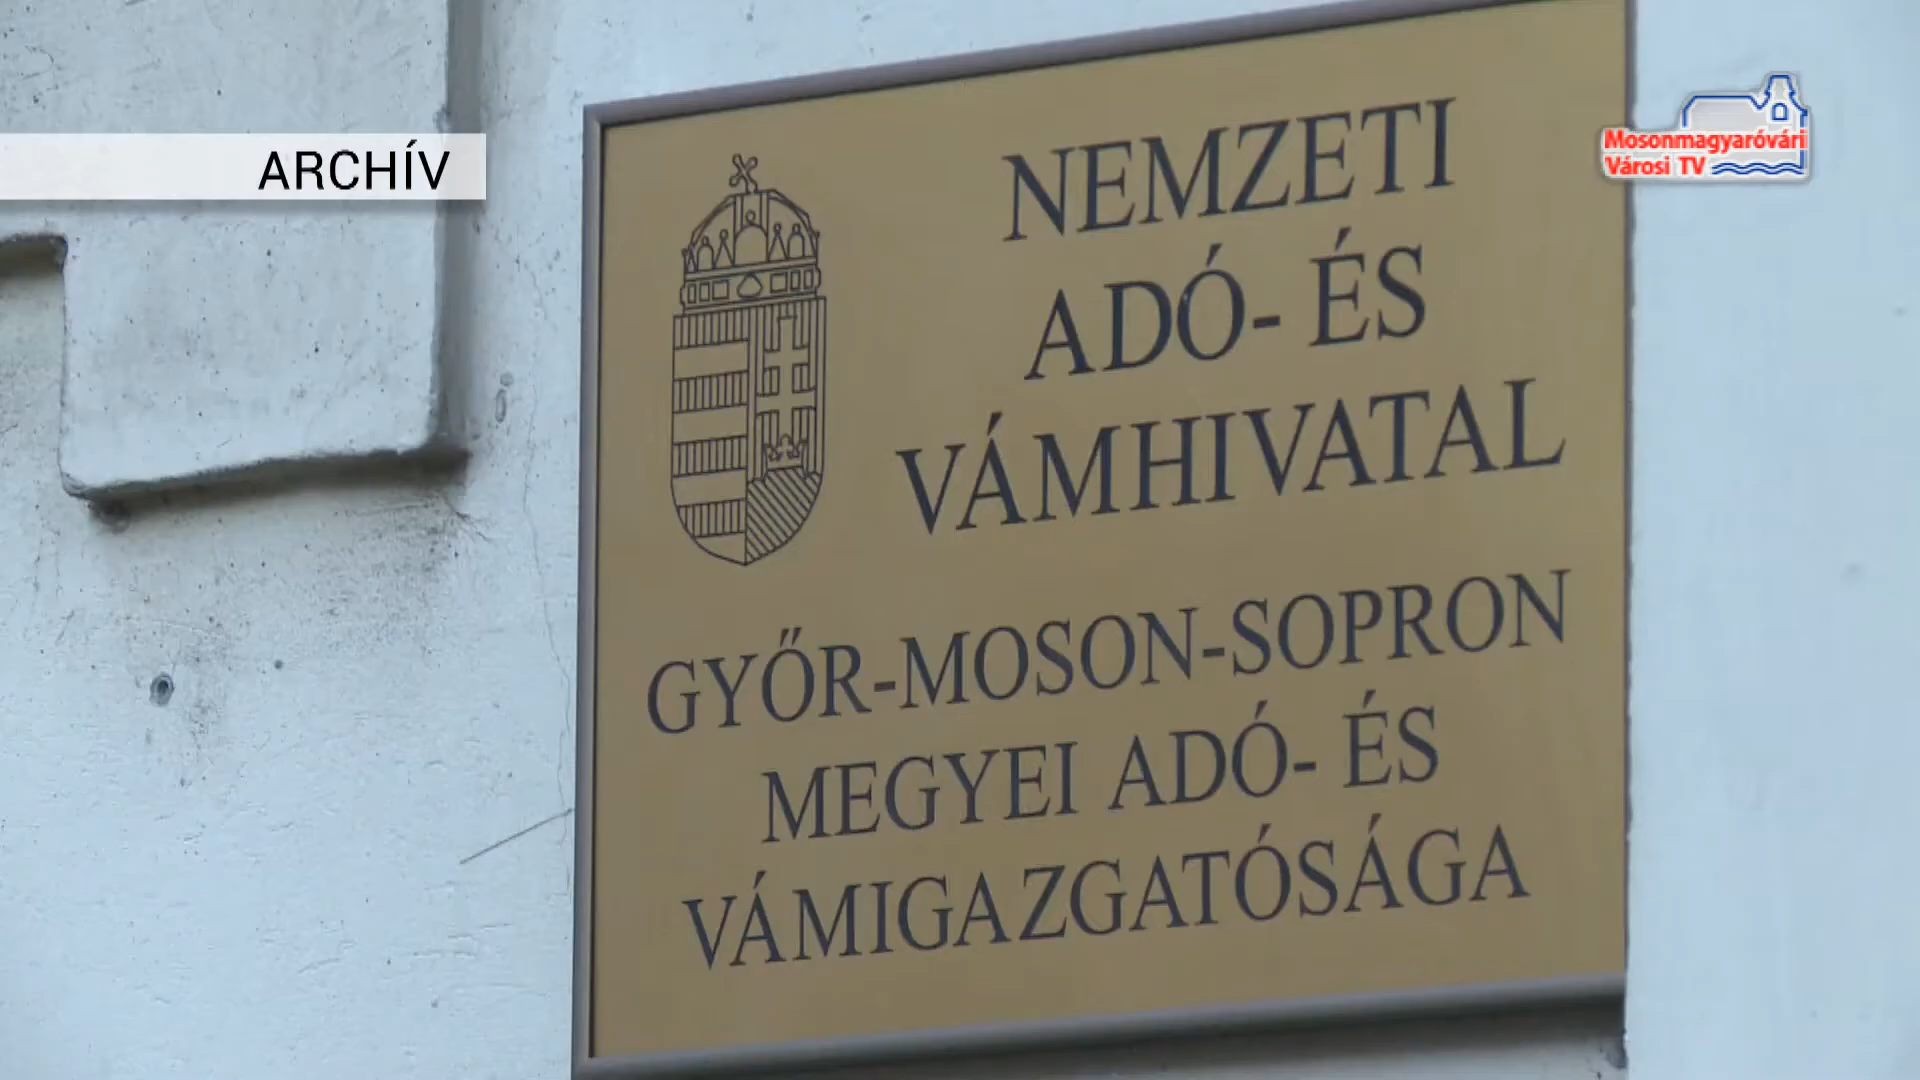 ARCHÍV
Mosonmagyaróvári
Városi TV
NEMZETI
ADÓ- ÉS
VÁMHIVATAL
GYŐR-MOSON-SOPRON
MEGYEI ADÓ- ÉS
VÁMIGAZGATÓSÁGA